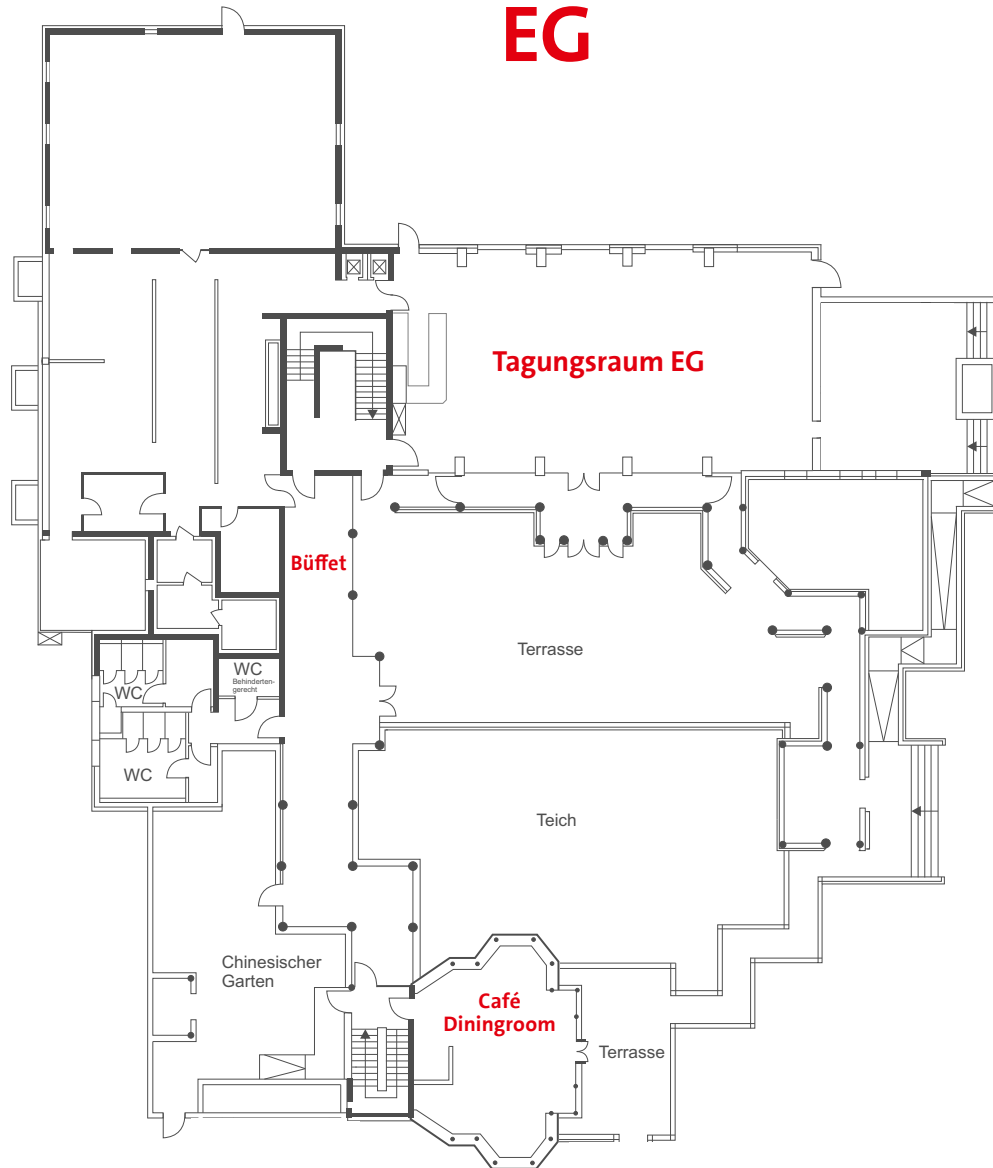 EG
Tagungsraum EG
Büffet
Terrasse
WC
Behinderten-
gerecht
WC
WC
Teich
Chinesischer
Garten
Café
Diningroom
Terrasse